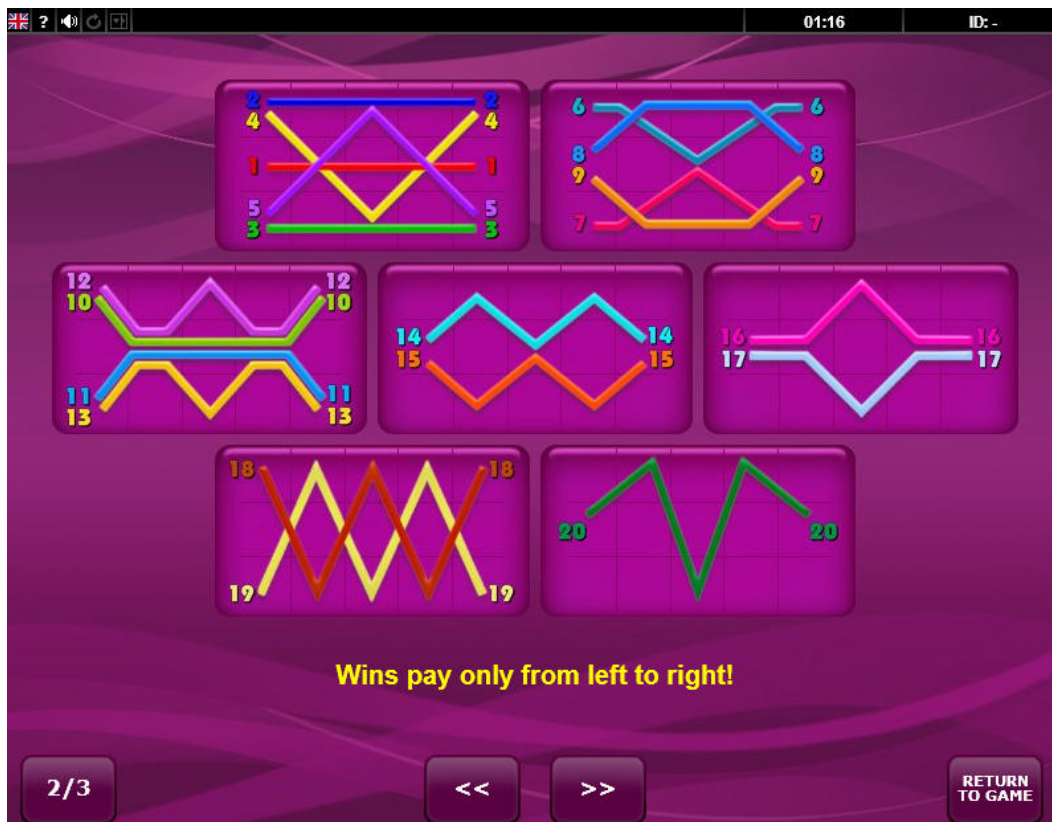 ? 01:16 ID: -
2 2 6 6
4 4
1 1 8 8
9 9
5 5 7 7
3 3
12 12
10 10 14 14 16 16
15 15 17 17
11 11
13 13
18 18
20 20
19 19
Wins pay only from left to right!
2/3 << >> RETURN
TO GAME